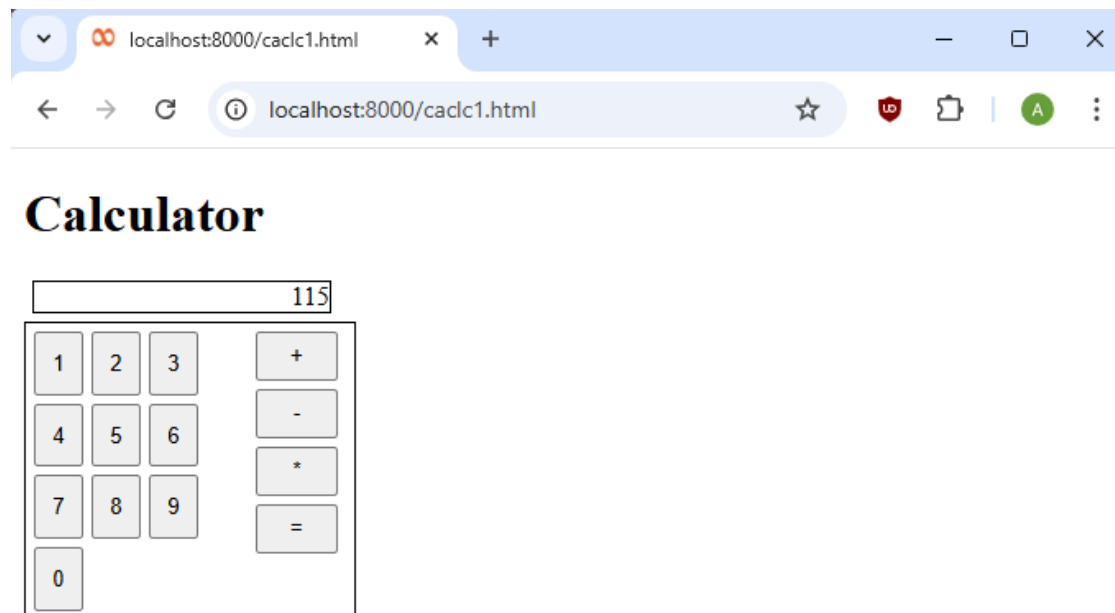 localhost:8000/caclc1.html
localhost:8000/caclc1.html
A
Calculator
115
1 2 3 +
4 5 6 -
7 8 9 *
0 =